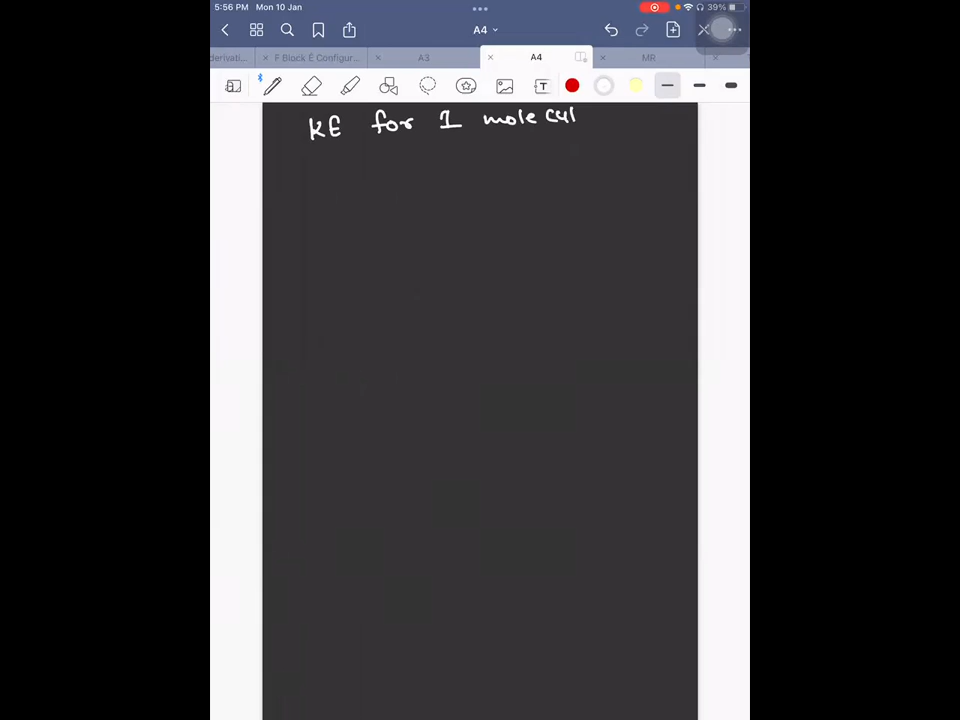 5:56 PM Mon 10 Jan
39%
A4
F Block É Configur...
A3
A4
MR
T
KE for 1 molecul